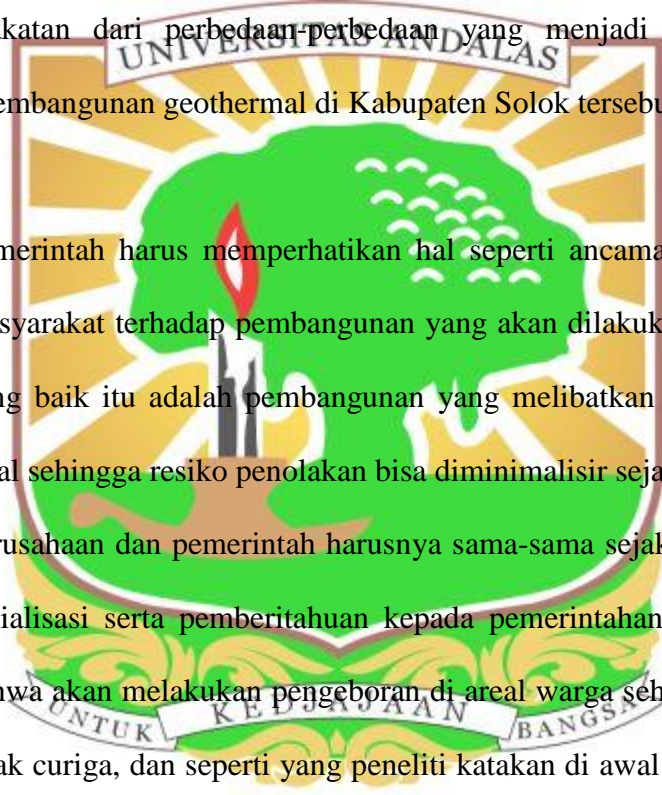 akatan dari perbedaan-perbedaan yang menjadi
UNIVERSITAS ANDALAS
embangunan geothermal di Kabupaten Solok tersebu
merintah harus memperhatikan hal seperti ancama
syarakat terhadap pembangunan yang akan dilakuk
ng baik itu adalah pembangunan yang melibatkan
al sehingga resiko penolakan bisa diminimalisir seja
rusahaan dan pemerintah harusnya sama-sama sejak
ialisasi serta pemberitahuan kepada pemerintahan
hwa akan melakukan pengeboran di areal warga seh
UNTUK KEDJAJAAN BANGSA
ak curiga, dan seperti yang peneliti katakan di awal